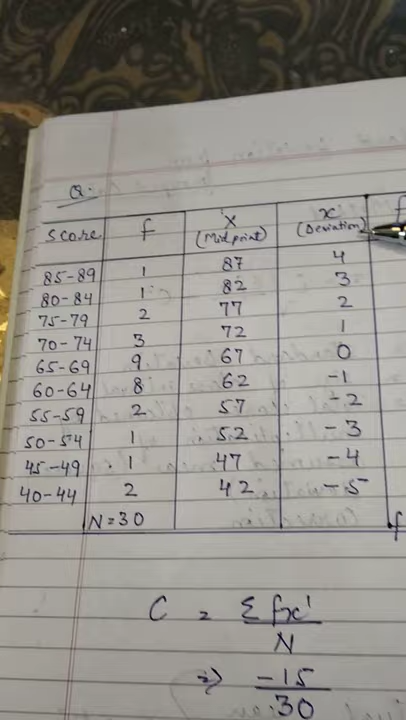 Q.
Score f X x'
(Midpoint) (Deviation)
85-89 1 87 4
80-84 1 82 3
75-79 2 77 2
70-74 3 72 1
65-69 9 67 0
60-64 8 62 -1
55-59 2 57 -2
50-54 1 52 -3
45-49 1 47 -4
40-44 2 42 -5
N=30
C = Σfx'
N
=> -15
30